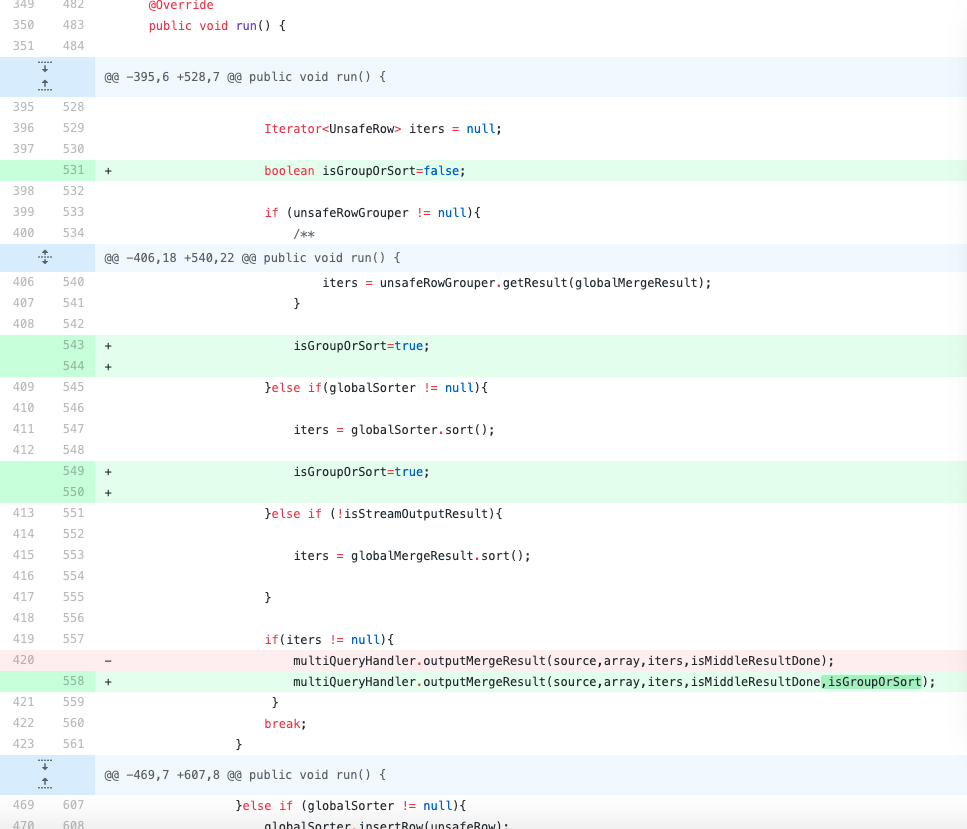 349 482 @Override
350 483 public void run() {
351 484
@@ -395,6 +528,7 @@ public void run() {
395 528
396 529 Iterator<UnsafeRow> iters = null;
397 530
531 + boolean isGroupOrSort=false;
398 532
399 533 if (unsafeRowGrouper != null){
400 534 /**
@@ -406,18 +540,22 @@ public void run() {
406 540 iters = unsafeRowGrouper.getResult(globalMergeResult);
407 541 }
408 542
543 + isGroupOrSort=true;
544 +
409 545 }else if(globalSorter != null){
410 546
411 547 iters = globalSorter.sort();
412 548
549 + isGroupOrSort=true;
550 +
413 551 }else if (!isStreamOutputResult){
414 552
415 553 iters = globalMergeResult.sort();
416 554
417 555 }
418 556
419 557 if(iters != null){
420 - multiQueryHandler.outputMergeResult(source,array,iters,isMiddleResultDone);
558 + multiQueryHandler.outputMergeResult(source,array,iters,isMiddleResultDone,isGroupOrSort);
421 559 }
422 560 break;
423 561 }
@@ -469,7 +607,8 @@ public void run() {
469 607 }else if (globalSorter != null){
470 608 globalSorter.insertRow(unsafeRow);